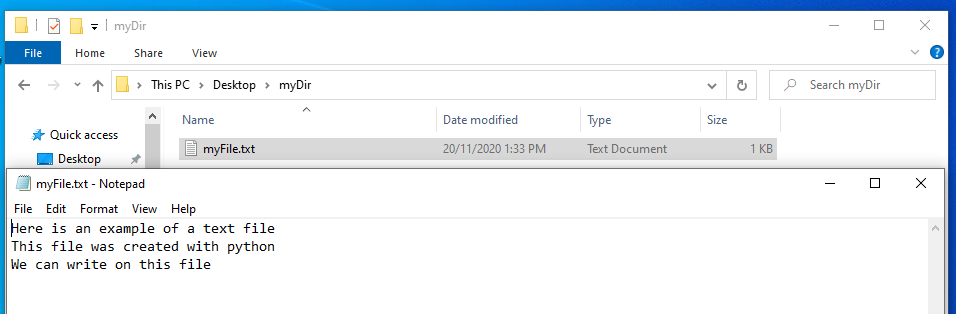 myDir
File Home Share View
This PC Desktop myDir
Search myDir
Name Date modified Type Size
Quick access
myFile.txt 20/11/2020 1:33 PM Text Document 1 KB
Desktop
myFile.txt - Notepad
File Edit Format View Help
Here is an example of a text file
This file was created with python
We can write on this file